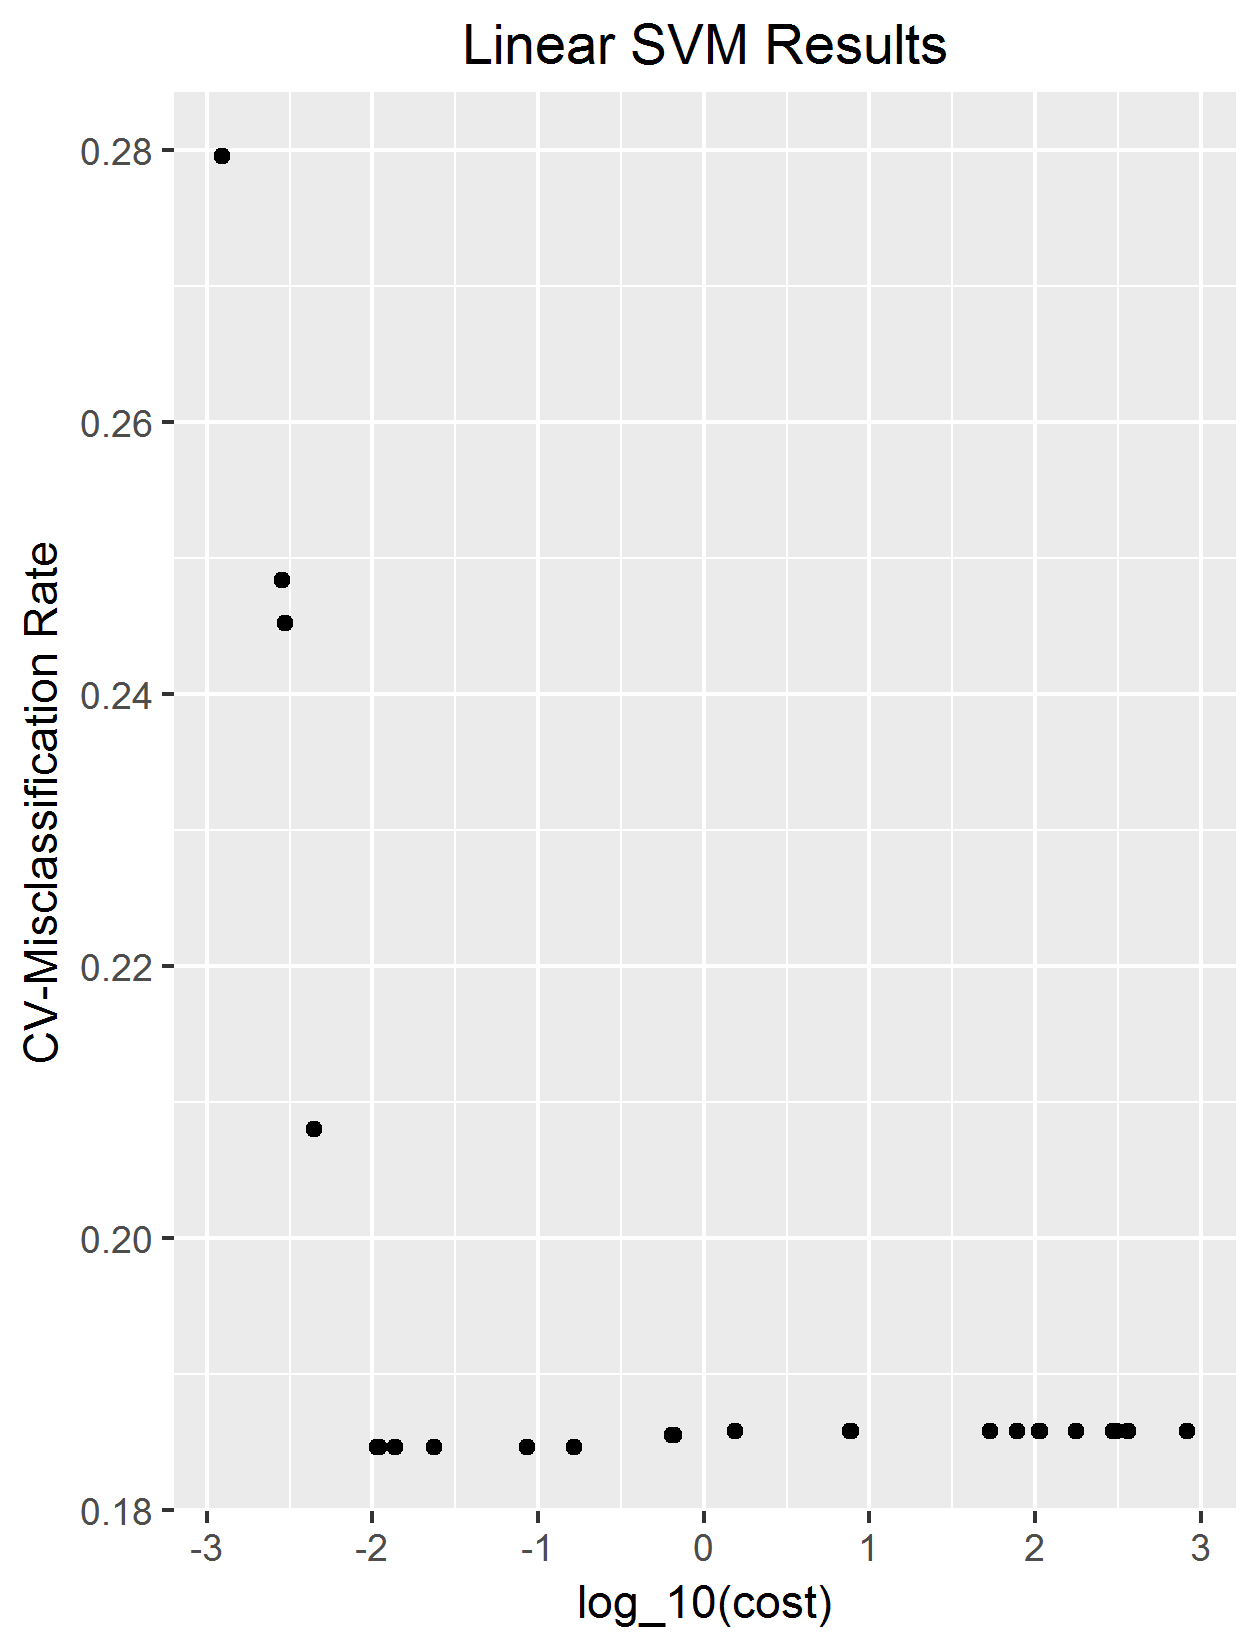 Linear SVM Results
CV-Misclassification Rate
0.28
0.26
0.24
0.22
0.20
0.18
-3 -2 -1 0 1 2 3
log_10(cost)